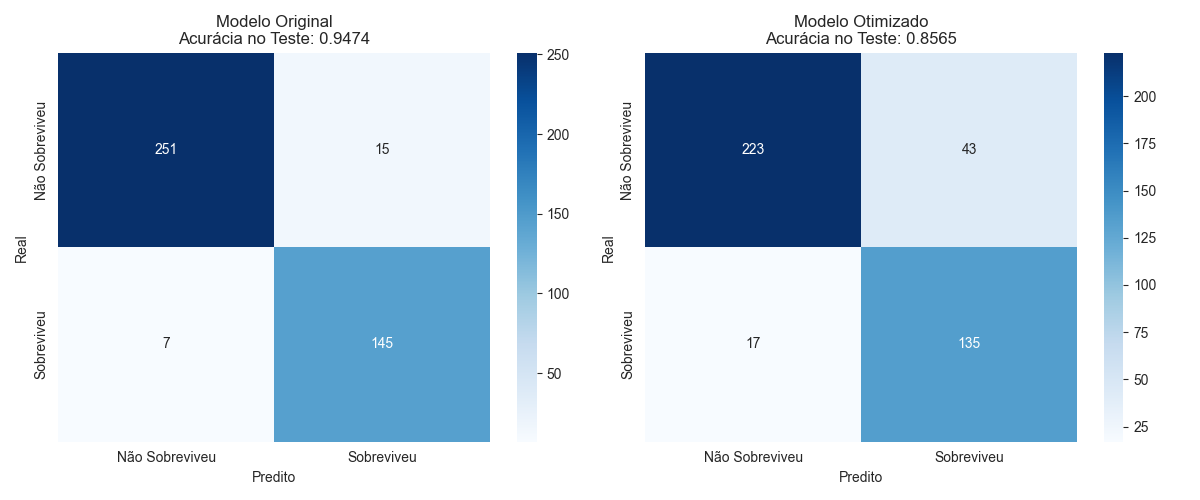 Modelo Original
Acurácia no Teste: 0.9474
Não Sobreviveu
Sobreviveu
Real
251
15
7
145
Não Sobreviveu
Sobreviveu
Predito
250
200
150
100
50
Modelo Otimizado
Acurácia no Teste: 0.8565
Não Sobreviveu
Sobreviveu
Real
223
43
17
135
Não Sobreviveu
Sobreviveu
Predito
200
175
150
125
100
75
50
25